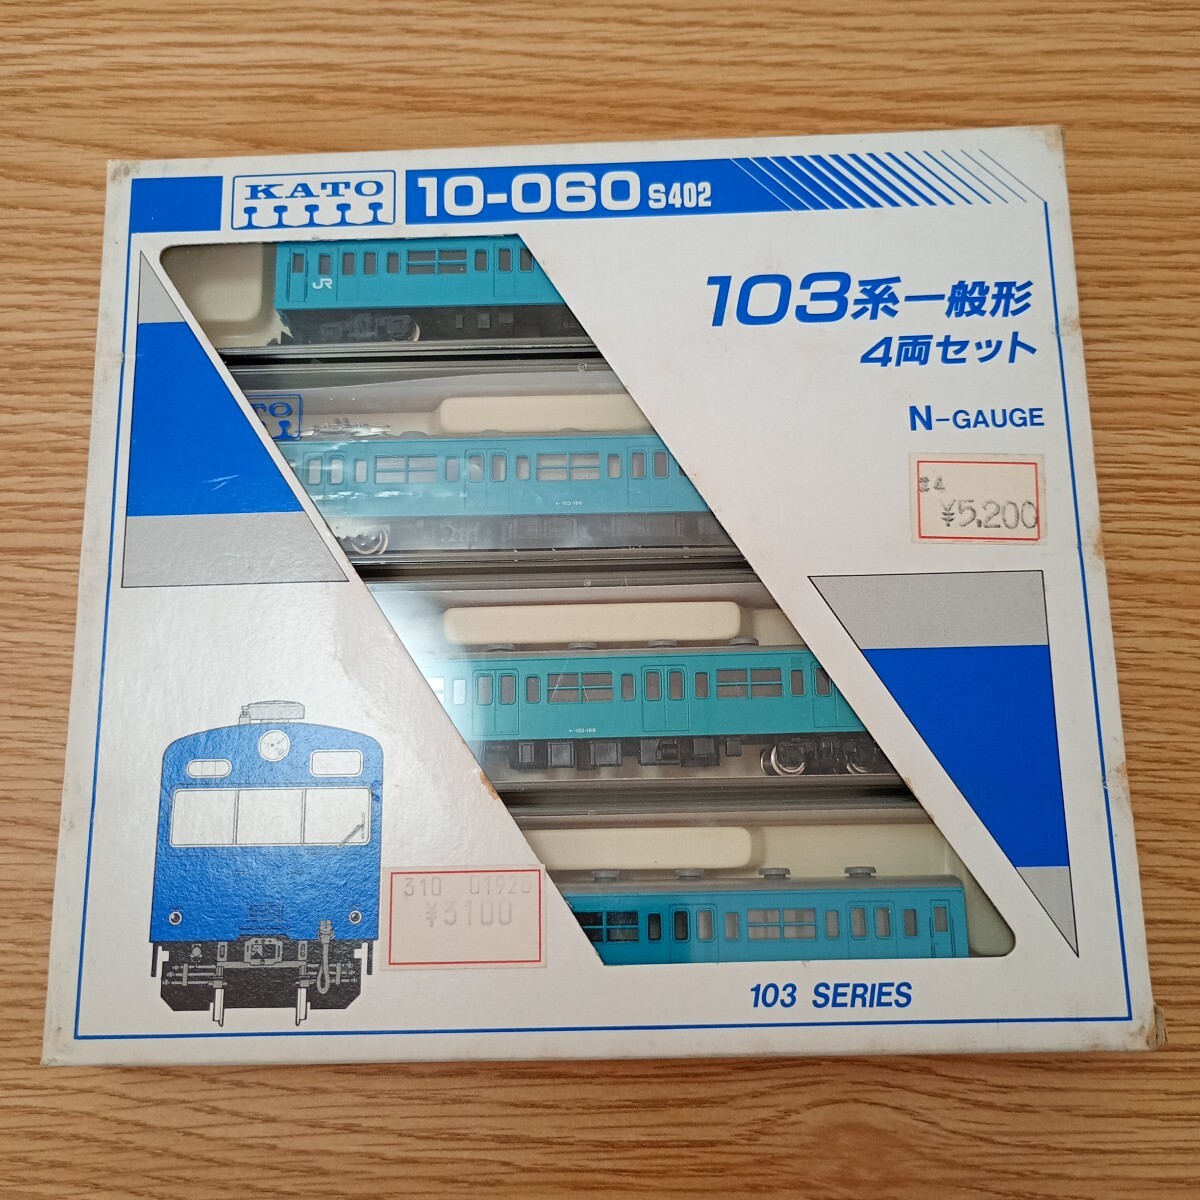 KATO
10-060 S402
JR
103系一般形
4両セット
N-GAUGE
¥5,200
310 01928
¥3100
103 SERIES